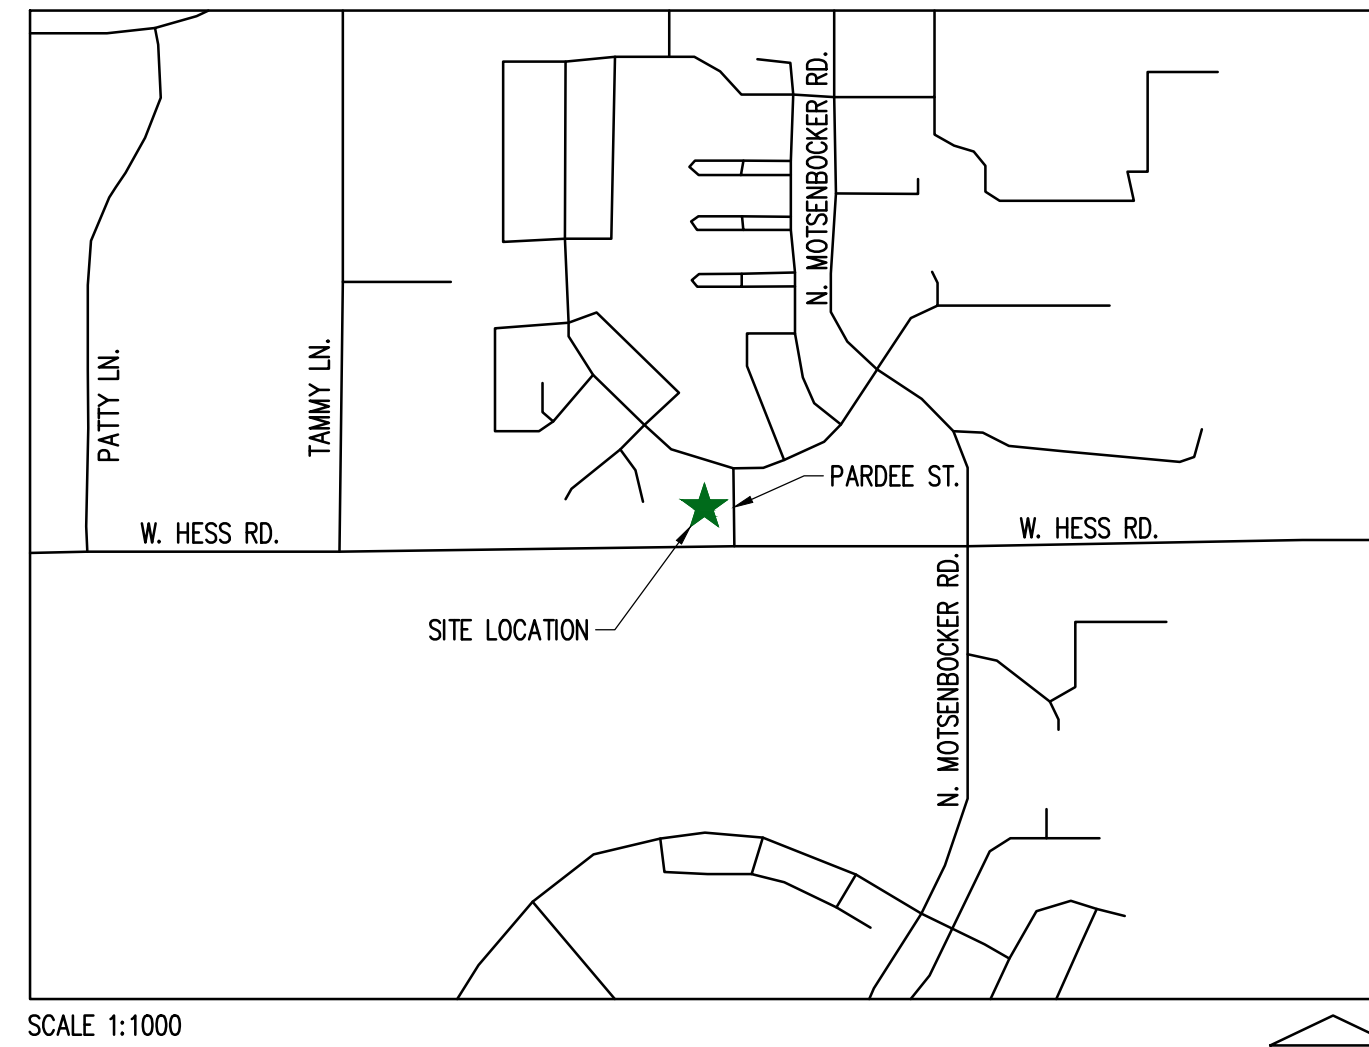 N. MOTSENBOCKER RD.
PATTY LN.
TAMMY LN.
PARDEE ST.
W. HESS RD.
W. HESS RD.
SITE LOCATION
N. MOTSENBOCKER RD.
SCALE 1:1000